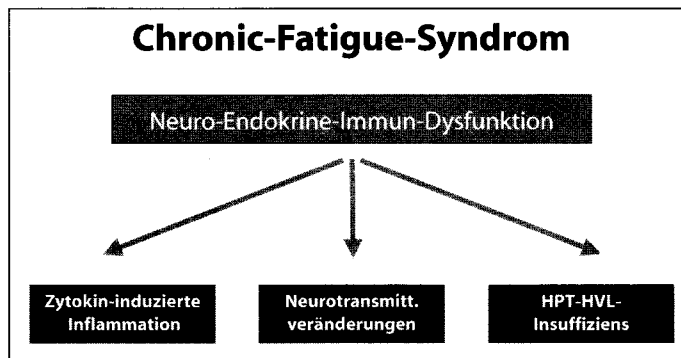 Chronic-Fatigue-Syndrom
Neuro-Endokrine-Immun-Dysfunktion
Zytokin-induzierte
Inflammation
Neurotransmitt.
veränderungen
HPT-HVL-
Insuffiziens